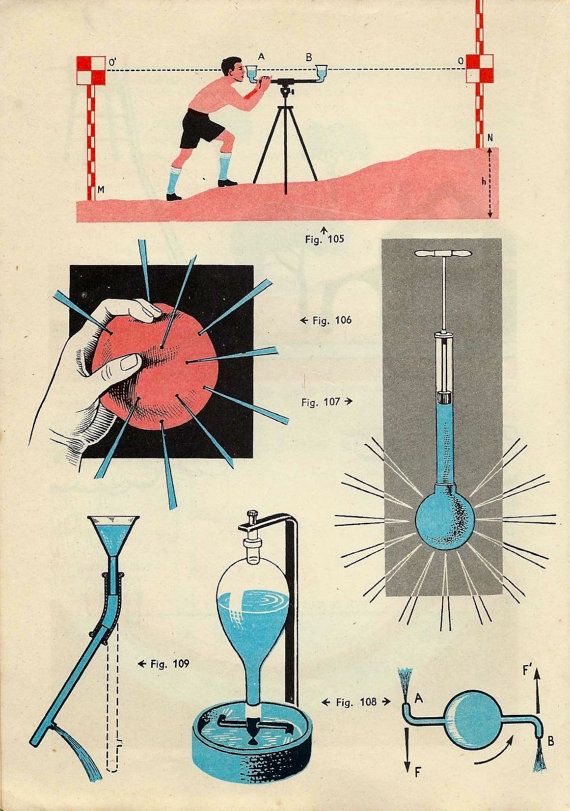 O'
A
B
O
M
N
h
Fig. 105
← Fig. 106
Fig. 107 →
← Fig. 109
← Fig. 108 →
A
F
F'
B